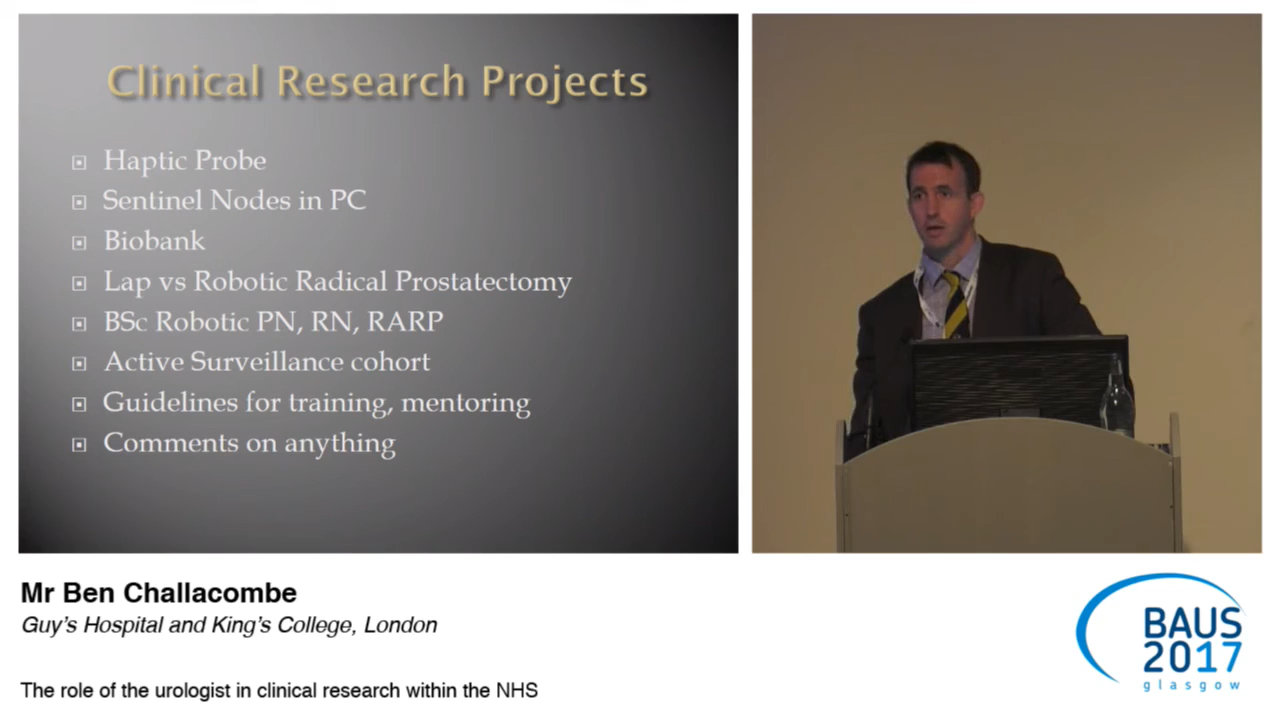 Clinical Research Projects
Haptic Probe
Sentinel Nodes in PC
Biobank
Lap vs Robotic Radical Prostatectomy
BSc Robotic PN, RN, RARP
Active Surveillance cohort
Guidelines for training, mentoring
Comments on anything
Mr Ben Challacombe
Guy's Hospital and King's College, London
The role of the urologist in clinical research within the NHS
BAUS
2017
glasgow